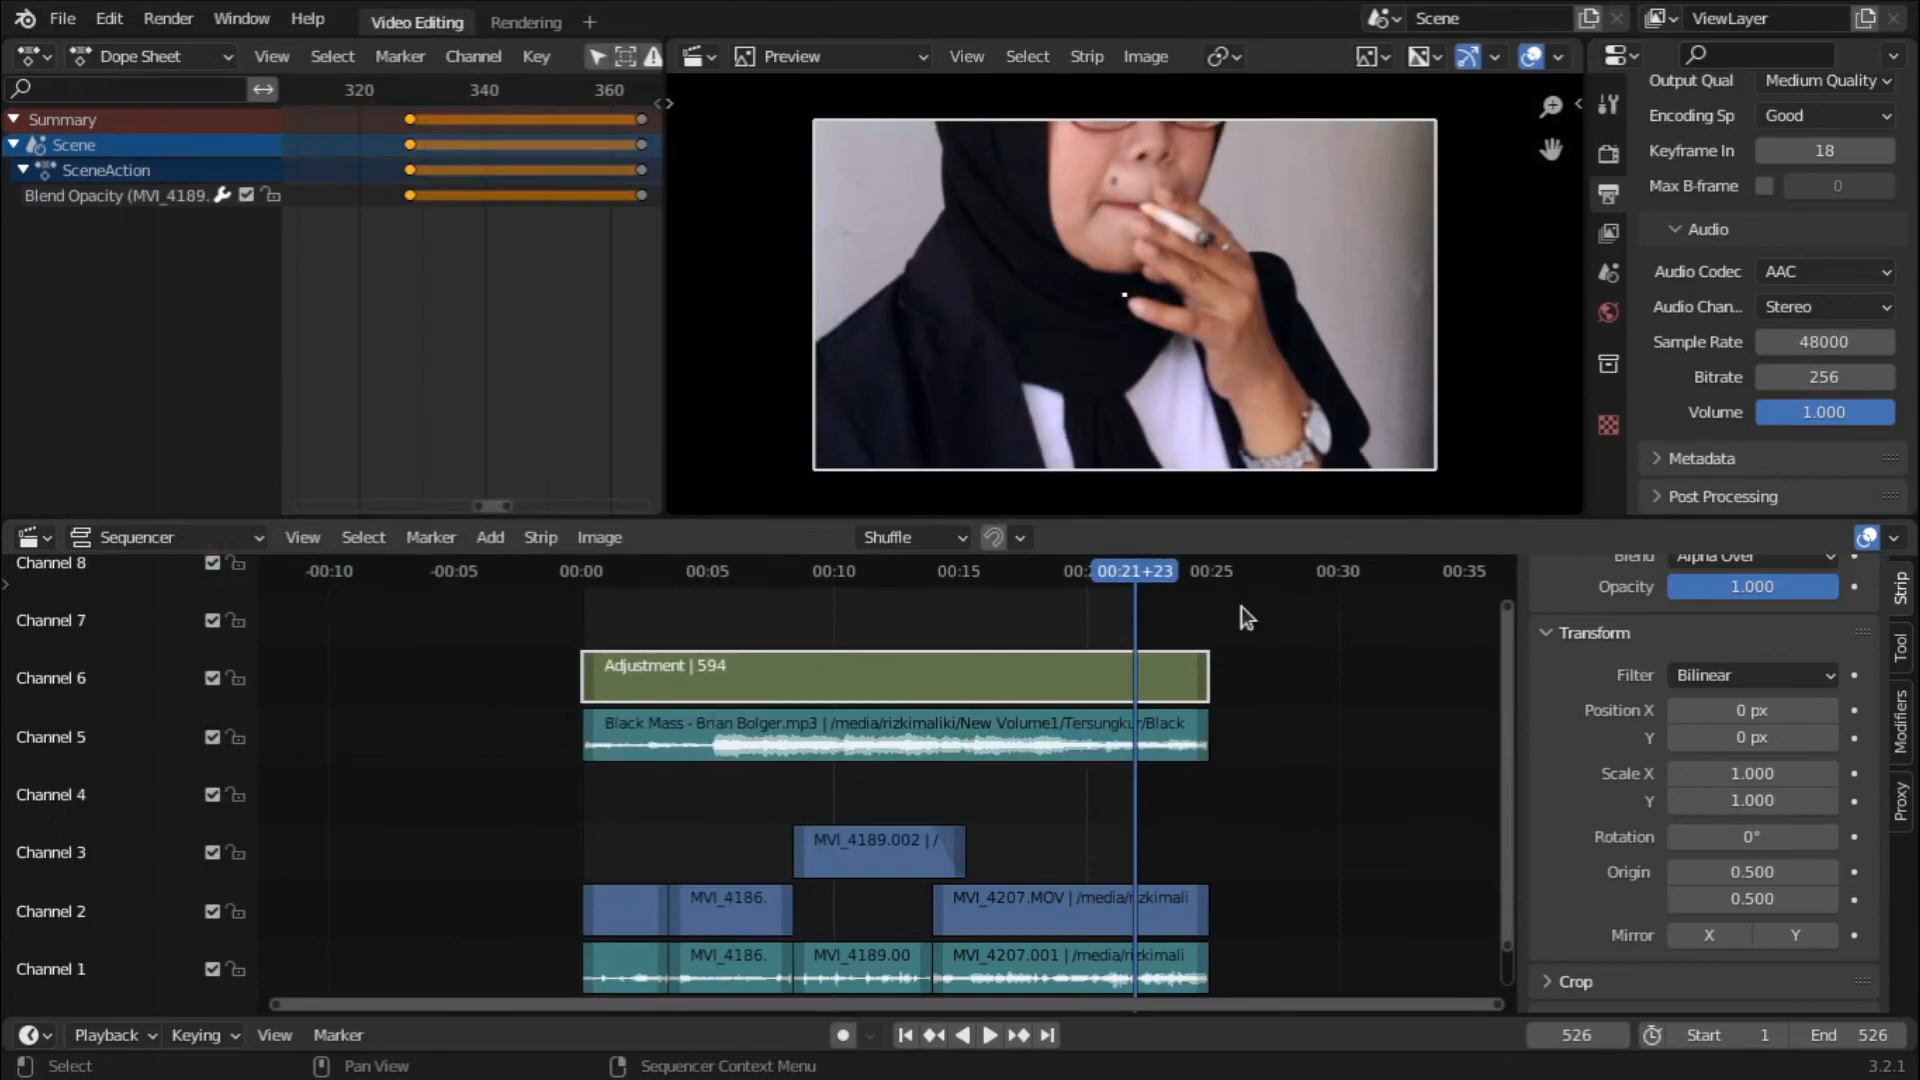 File Edit Render Window Help Video Editing Rendering + Scene ViewLayer
Dope Sheet View Select Marker Channel Key Preview View Select Strip Image
320 340 360
Summary
Scene
SceneAction
Blend Opacity (MVI_4189.
Output Qual Medium Quality
Encoding Sp Good
Keyframe In 18
Max B-frame 0
Audio
Audio Codec AAC
Audio Chan... Stereo
Sample Rate 48000
Bitrate 256
Volume 1.000
Metadata
Post Processing
Sequencer View Select Marker Add Strip Image Shuffle
-00:10 -00:05 00:00 00:05 00:10 00:15 00:2 00:21+23 00:25 00:30 00:35
Channel 8
Channel 7
Channel 6
Adjustment | 594
Channel 5
Black Mass - Brian Bolger.mp3 | /media/rizkimaliki/New Volume1/Tersungkur/Black
Channel 4
Channel 3
MVI_4189.002 | /
Channel 2
MVI_4186. MVI_4207.MOV | /media/rizkimali
Channel 1
MVI_4186. MVI_4189.00 MVI_4207.001 | /media/rizkimali
Blend Alpha Over
Opacity 1.000
Transform
Filter Bilinear
Position X 0 px
Y 0 px
Scale X 1.000
Y 1.000
Rotation 0°
Origin 0.500
0.500
Mirror X Y
Crop
Strip
Tool
Modifiers
Proxy
Playback Keying View Marker 526 Start 1 End 526
Select Pan View Sequencer Context Menu 3.2.1